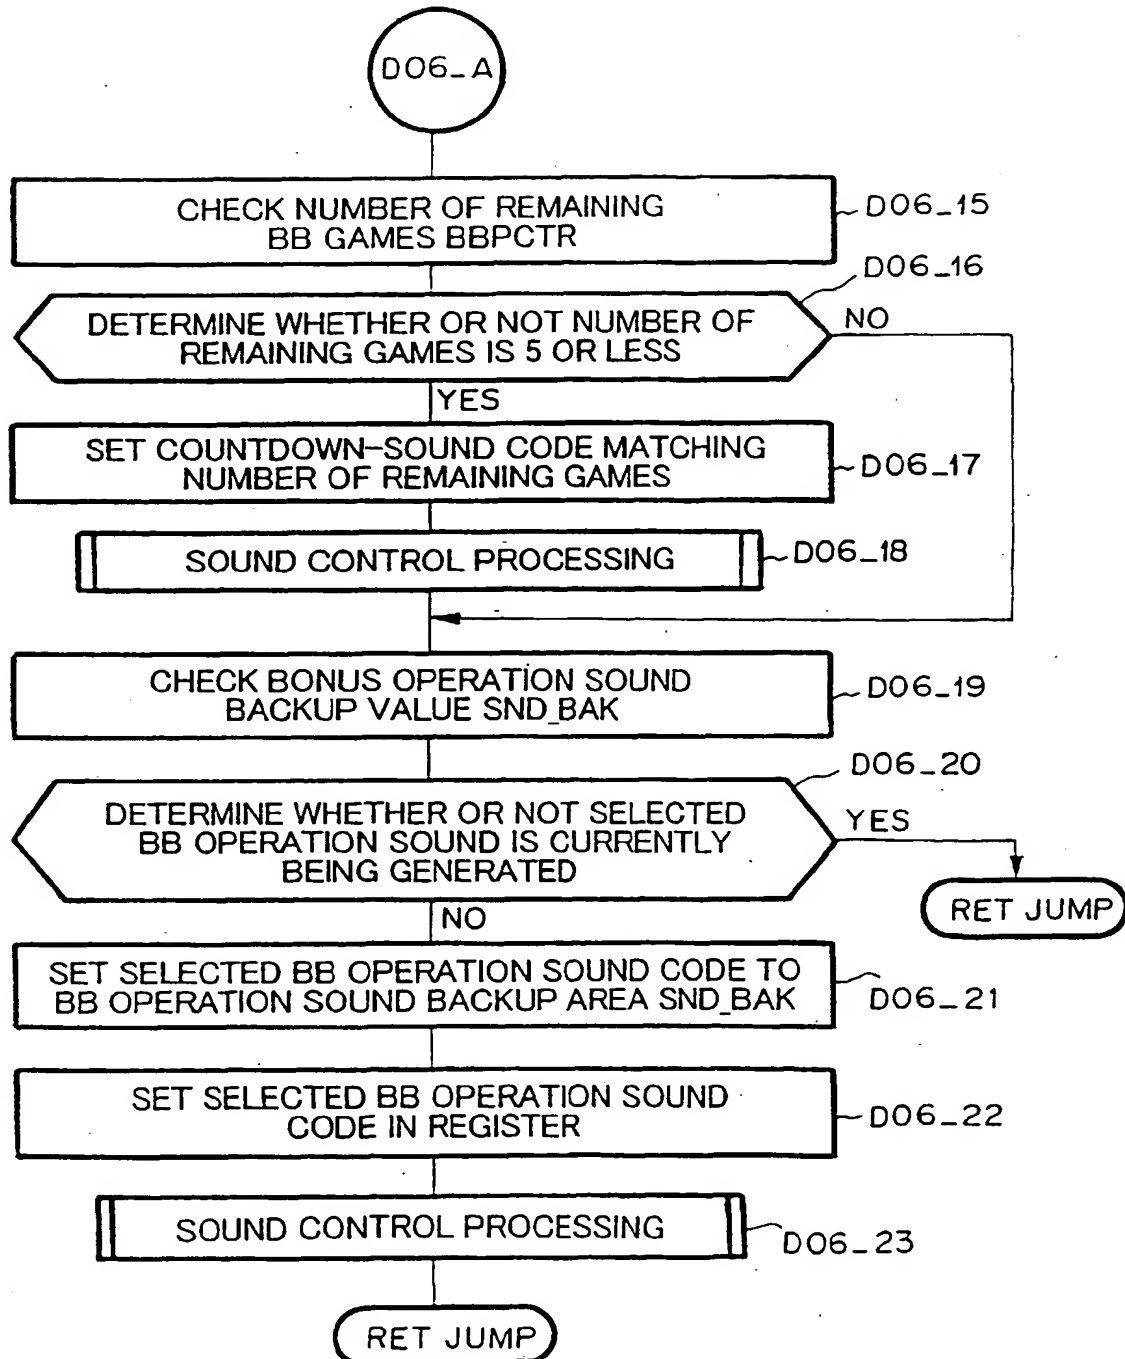 D06_A
CHECK NUMBER OF REMAINING
BB GAMES BBPCTR
D06_15
D06_16
DETERMINE WHETHER OR NOT NUMBER OF
REMAINING GAMES IS 5 OR LESS
NO
YES
SET COUNTDOWN-SOUND CODE MATCHING
NUMBER OF REMAINING GAMES
D06_17
SOUND CONTROL PROCESSING
D06_18
CHECK BONUS OPERATION SOUND
BACKUP VALUE SND_BAK
D06_19
D06_20
DETERMINE WHETHER OR NOT SELECTED
BB OPERATION SOUND IS CURRENTLY
BEING GENERATED
YES
RET JUMP
NO
SET SELECTED BB OPERATION SOUND CODE TO
BB OPERATION SOUND BACKUP AREA SND_BAK
D06_21
SET SELECTED BB OPERATION SOUND
CODE IN REGISTER
D06_22
SOUND CONTROL PROCESSING
D06_23
RET JUMP